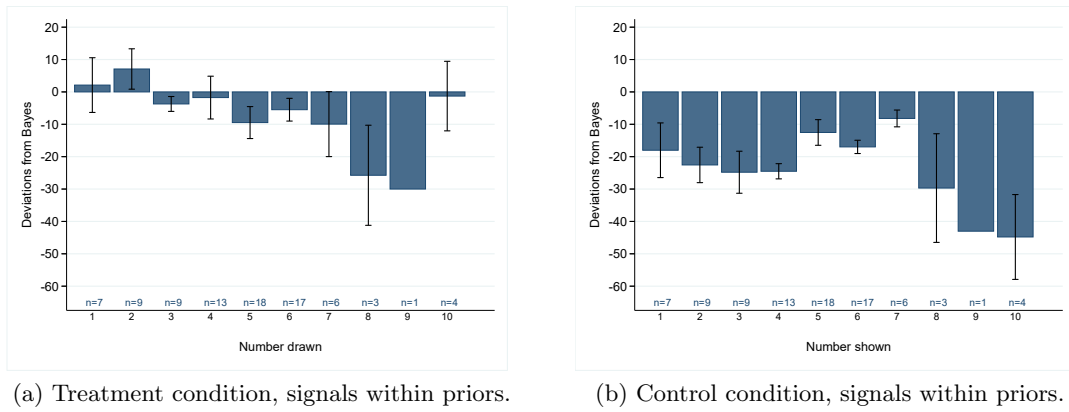 20
10
0
-10
-20
-30
-40
-50
-60
Deviations from Bayes
n=7 n=9 n=9 n=13 n=18 n=17 n=6 n=3 n=1 n=4
1 2 3 4 5 6 7 8 9 10
Number drawn
(a) Treatment condition, signals within priors.
20
10
0
-10
-20
-30
-40
-50
-60
Deviations from Bayes
n=7 n=9 n=9 n=13 n=18 n=17 n=6 n=3 n=1 n=4
1 2 3 4 5 6 7 8 9 10
Number shown
(b) Control condition, signals within priors.